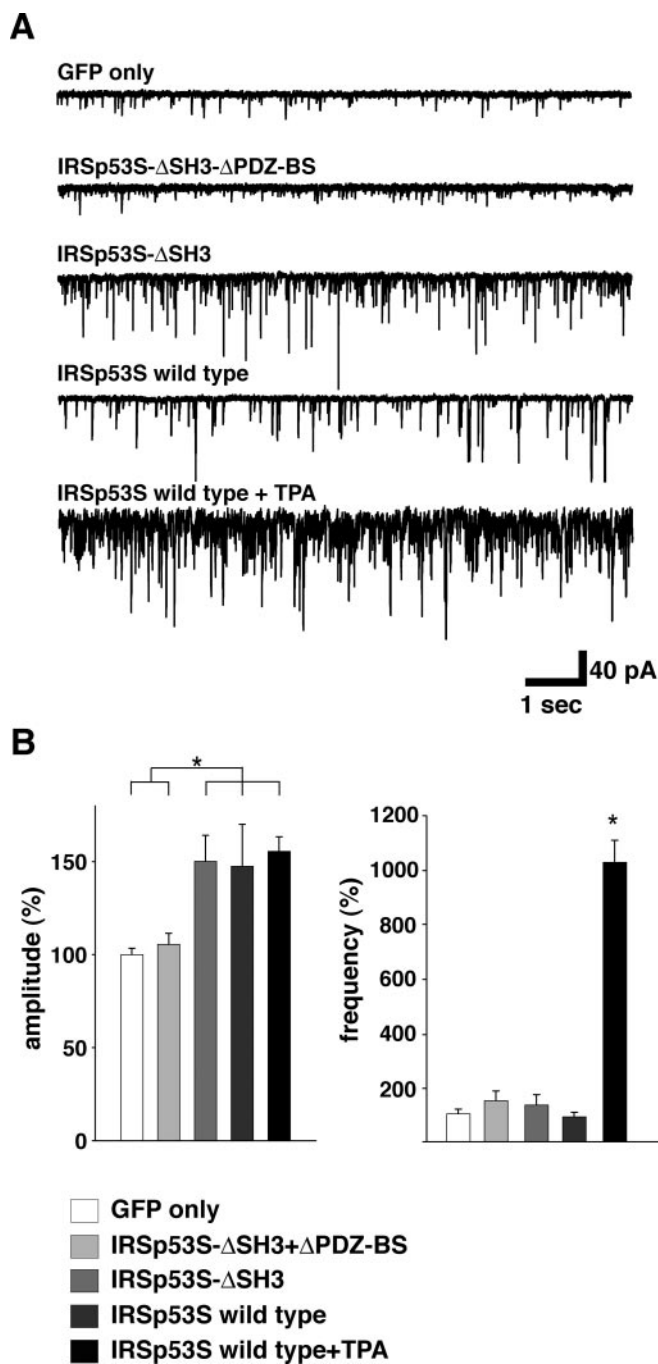 A
GFP only
IRSp53S-ΔSH3-ΔPDZ-BS
IRSp53S-ΔSH3
IRSp53S wild type
IRSp53S wild type + TPA
40 pA
1 sec
B
*
amplitude (%)
150
100
50
0
*
frequency (%)
1200
1000
800
600
400
200
GFP only
IRSp53S-ΔSH3+ΔPDZ-BS
IRSp53S-ΔSH3
IRSp53S wild type
IRSp53S wild type+TPA